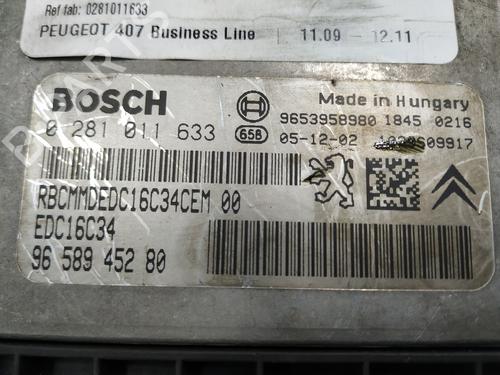 Ref fab: 0281011633
PEUGEOT 407 Business Line 11.09 - 12.11
BOSCH
Made in Hungary
9653958980 1845 0216
0 281 011 633 656 05-12-02
RBCMMDEDC16C34CEM 00
EDC16C34
96 589 452 80